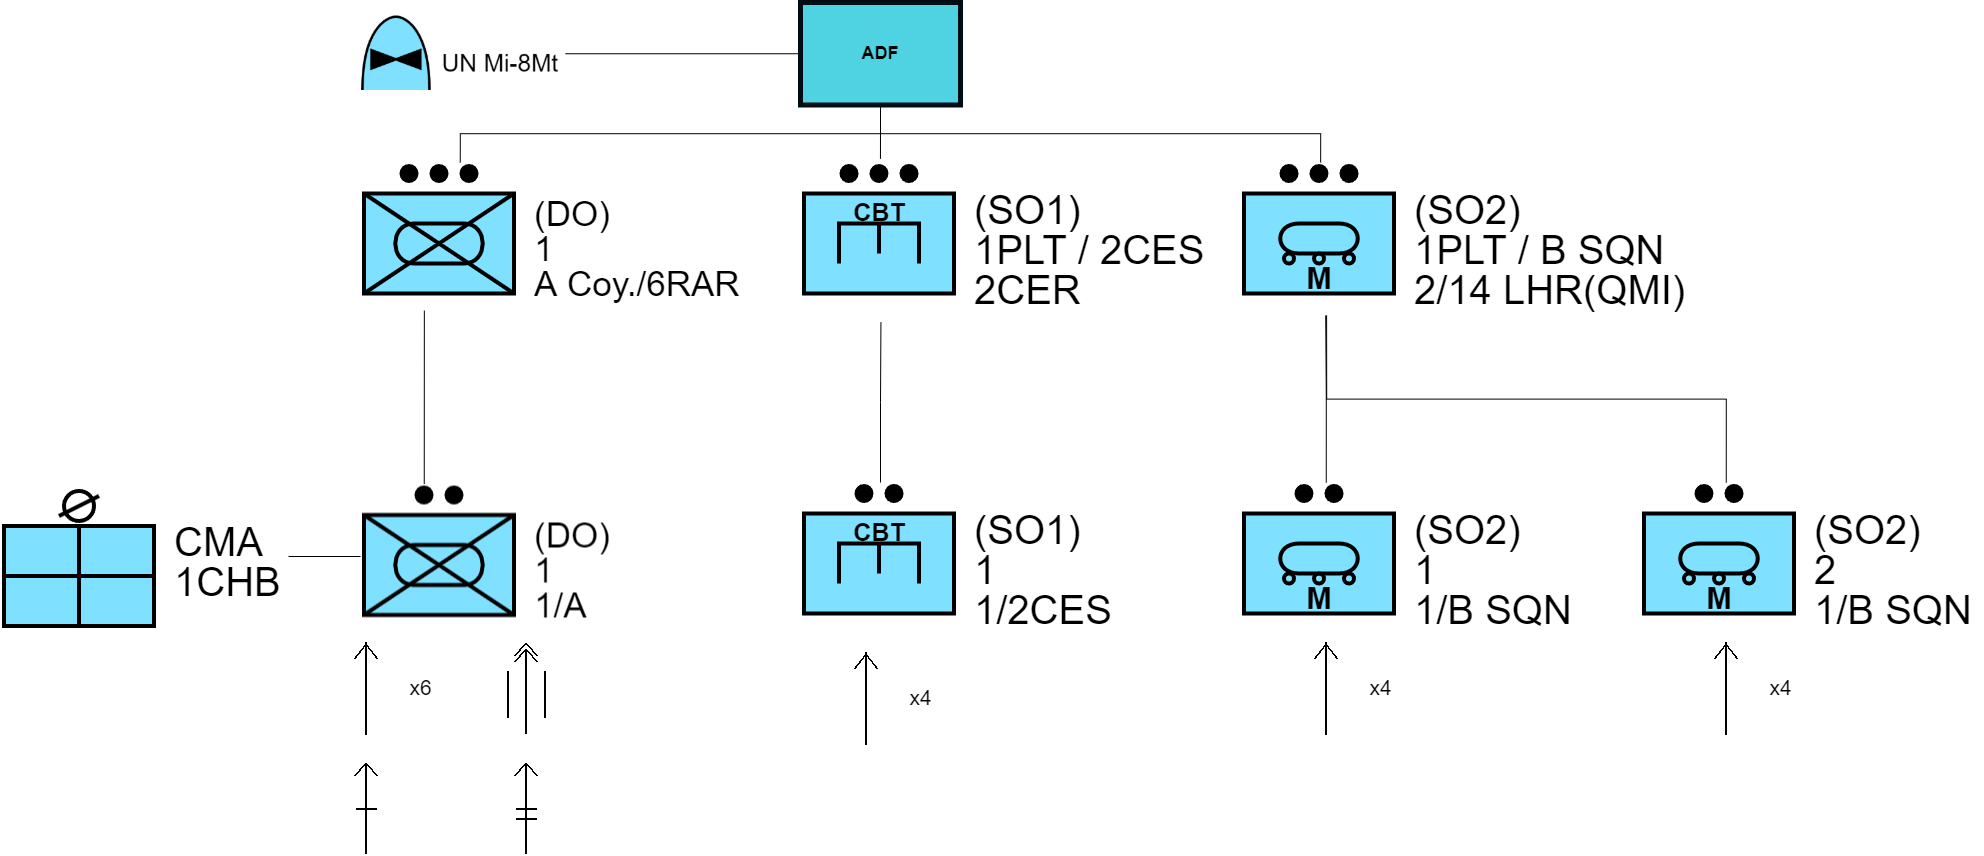 ADF
UN Mi-8Mt
(DO)
1
A Coy./6RAR
CBT
(SO1)
1PLT / 2CES
2CER
M
(SO2)
1PLT / B SQN
2/14 LHR(QMI)
CMA
1CHB
(DO)
1
1/A
CBT
(SO1)
1
1/2CES
M
(SO2)
1
1/B SQN
M
(SO2)
2
1/B SQN
x6
x4
x4
x4